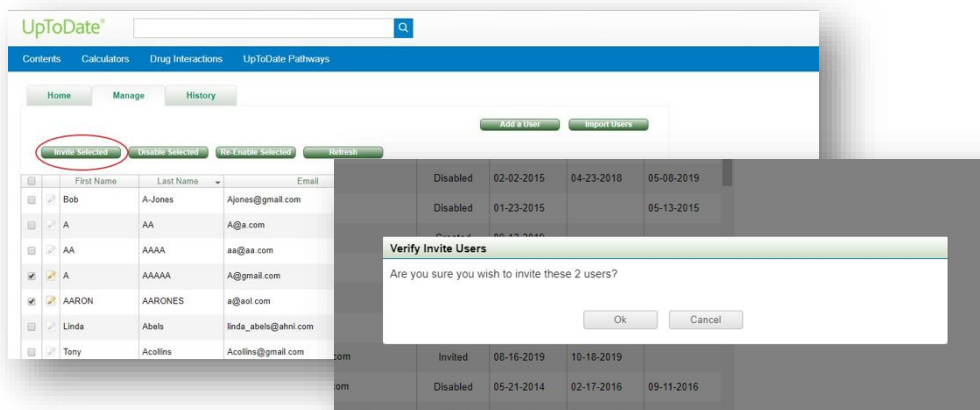 UpToDate®
Contents Calculators Drug Interactions UpToDate Pathways
Home Manage History
Add a User Import Users
Invite Selected Disable Selected Re-Enable Selected Refresh
First Name Last Name Email
Bob A-Jones Ajones@gmail.com
A AA A@a.com
AA AAAA aa@aa.com
A AAAAA A@gmail.com
AARON AARONES a@aol.com
Linda Abels linda_abels@ahni.com
Tony Acollins Acollins@gmail.com
Disabled 02-02-2015 04-23-2018 05-08-2019
Disabled 01-23-2015 05-13-2015
Verify Invite Users
Are you sure you wish to invite these 2 users?
Ok Cancel
com Invited 08-16-2019 10-18-2019
om Disabled 05-21-2014 02-17-2016 09-11-2016